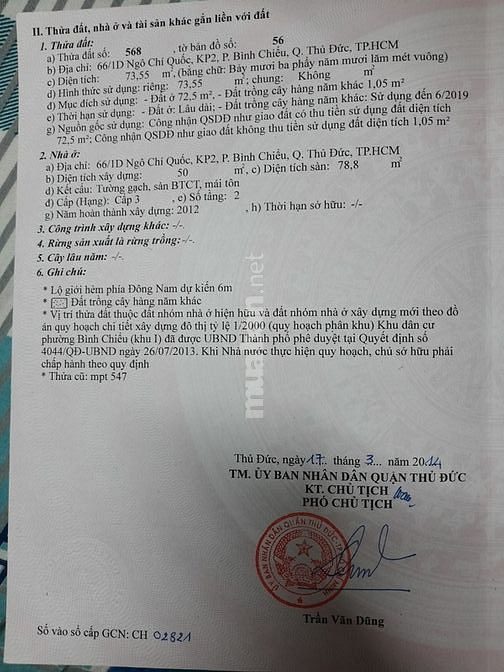 II. Thửa đất, nhà ở và tài sản khác gắn liền với đất
1. Thửa đất:
a) Thửa đất số: 568 , tờ bản đồ số: 56
b) Địa chỉ: 66/1D Ngô Chí Quốc, KP2, P. Bình Chiểu, Q. Thủ Đức, TP.HCM
c) Diện tích: 73,55 m², (bằng chữ: Bảy mươi ba phẩy năm mươi lăm mét vuông)
d) Hình thức sử dụng: riêng: 73,55 m²; chung: Không m²
đ) Mục đích sử dụng: - Đất ở 72,5 m², - Đất trồng cây hàng năm khác 1,05 m²
e) Thời hạn sử dụng: - Đất ở: Lâu dài; - Đất trồng cây hàng năm khác: Sử dụng đến 6/2019
g) Nguồn gốc sử dụng: Công nhận QSDĐ như giao đất có thu tiền sử dụng đất diện tích
72,5 m²; Công nhận QSDĐ như giao đất không thu tiền sử dụng đất diện tích 1,05 m²
2. Nhà ở:
a) Địa chỉ: 66/1D Ngô Chí Quốc, KP2, P. Bình Chiểu, Q. Thủ Đức, TP.HCM
b) Diện tích xây dựng: 50 m², c) Diện tích sàn: 78,8 m²
d) Kết cấu: Tường gạch, sàn BTCT, mái tôn
đ) Cấp (Hạng): Cấp 3 , e) Số tầng: 2
g) Năm hoàn thành xây dựng: 2012 , h) Thời hạn sở hữu: -/-
3. Công trình xây dựng khác: -/-.
4. Rừng sản xuất là rừng trồng: -/-
5. Cây lâu năm: -/-.
6. Ghi chú:
* Lộ giới hẻm phía Đông Nam dự kiến 6m
* Đất trồng cây hàng năm khác
* Vị trí thửa đất thuộc đất nhóm nhà ở hiện hữu và đất nhóm nhà ở xây dựng mới theo đồ
án quy hoạch chi tiết xây dựng đô thị tỷ lệ 1/2000 (quy hoạch phân khu) Khu dân cư
phường Bình Chiểu (khu 1) đã được UBND Thành phố phê duyệt tại Quyết định số
4044/QĐ-UBND ngày 26/07/2013. Khi Nhà nước thực hiện quy hoạch, chủ sở hữu phải
chấp hành theo quy hoạch
* Thửa cũ: mpt 547
muaban.net
Thủ Đức, ngày 17 tháng 3 năm 2014
TM. ỦY BAN NHÂN DÂN QUẬN THỦ ĐỨC
KT. CHỦ TỊCH
PHÓ CHỦ TỊCH
ỦY BAN NHÂN DÂN QUẬN THỦ ĐỨC
Trần Văn Dũng
Số vào sổ cấp GCN: CH 02821